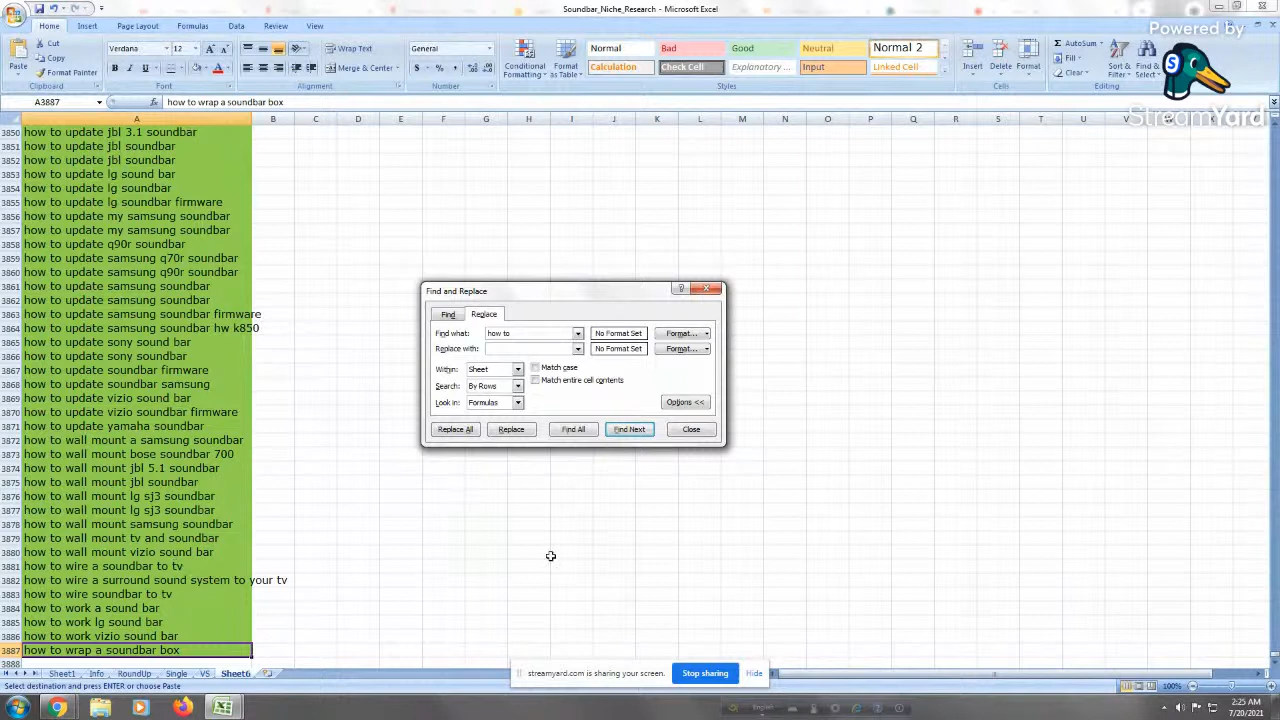 Soundbar_Niche_Research - Microsoft Excel
Home Insert Page Layout Formulas Data Review View
Powered by
StreamYard
Paste
Cut
Copy
Format Painter
Clipboard
Verdana 12
B I U
Font
Wrap Text
Merge & Center
Alignment
General
$ % ,
Number
Conditional Formatting
Format as Table
Normal Bad Good Neutral Normal 2
Calculation Check Cell Explanatory ... Input Linked Cell
Styles
Insert Delete Format
Cells
AutoSum
Fill
Clear
Sort & Filter
Find & Select
Editing
A3887 fx how to wrap a soundbar box
A B C D E F G H I J K L M N O P Q R S T U V
3850 how to update jbl 3.1 soundbar
3851 how to update jbl soundbar
3852 how to update jbl soundbar
3853 how to update lg sound bar
3854 how to update lg soundbar
3855 how to update lg soundbar firmware
3856 how to update my samsung soundbar
3857 how to update my samsung soundbar
3858 how to update q90r soundbar
3859 how to update samsung q70r soundbar
3860 how to update samsung q90r soundbar
3861 how to update samsung soundbar
3862 how to update samsung soundbar
3863 how to update samsung soundbar firmware
3864 how to update samsung soundbar hw k850
3865 how to update sony sound bar
3866 how to update sony soundbar
3867 how to update soundbar firmware
3868 how to update soundbar samsung
3869 how to update vizio sound bar
3870 how to update vizio soundbar firmware
3871 how to update yamaha soundbar
3872 how to wall mount a samsung soundbar
3873 how to wall mount bose soundbar 700
3874 how to wall mount jbl 5.1 soundbar
3875 how to wall mount jbl soundbar
3876 how to wall mount lg sj3 soundbar
3877 how to wall mount lg sj3 soundbar
3878 how to wall mount samsung soundbar
3879 how to wall mount tv and soundbar
3880 how to wall mount vizio sound bar
3881 how to wire a soundbar to tv
3882 how to wire a surround sound system to your tv
3883 how to wire soundbar to tv
3884 how to work a sound bar
3885 how to work lg sound bar
3886 how to work vizio sound bar
3887 how to wrap a soundbar box
3888
Find and Replace
Find Replace
Find what: how to No Format Set Format...
Replace with: No Format Set Format...
Within: Sheet Match case
Search: By Rows Match entire cell contents
Look in: Formulas Options <<
Replace All Replace Find All Find Next Close
Sheet1 Info RoundUp Single VS Sheet6
streamyard.com is sharing your screen. Stop sharing Hide
Select destination and press ENTER or choose Paste
100%
English
2:25 AM
7/20/2021